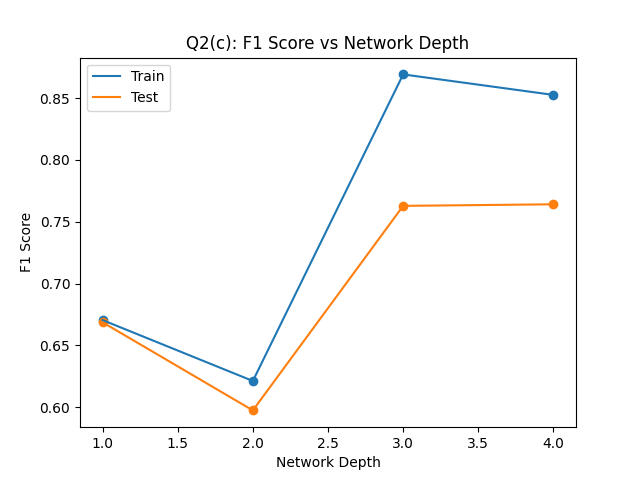 Q2(c): F1 Score vs Network Depth
Train
Test
F1 Score
0.85
0.80
0.75
0.70
0.65
0.60
1.0 1.5 2.0 2.5 3.0 3.5 4.0
Network Depth